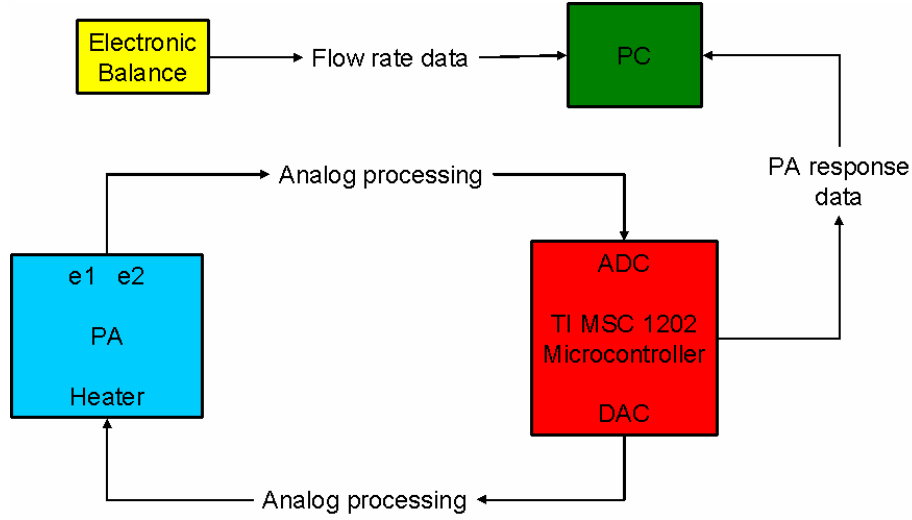 Electronic
Balance
Flow rate data
PC
Analog processing
PA response
data
e1 e2
PA
Heater
ADC
TI MSC 1202
Microcontroller
DAC
Analog processing